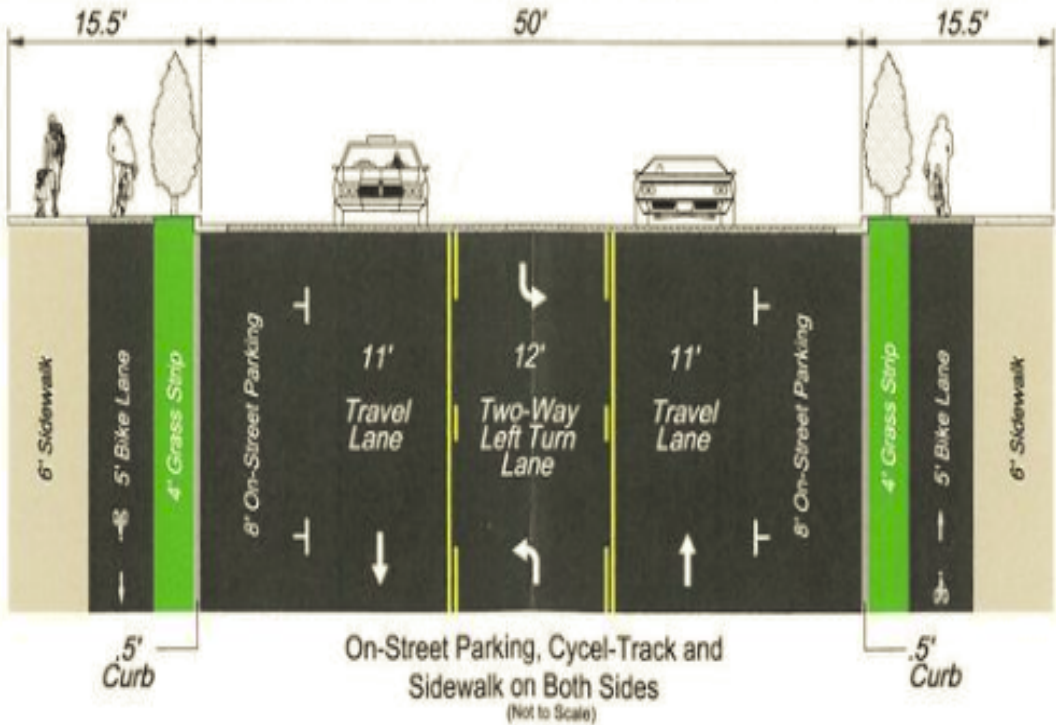 15.5'
50'
15.5'
6' Sidewalk
5' Bike Lane
4' Grass Strip
8' On-Street Parking
11'
Travel
Lane
12'
Two-Way
Left Turn
Lane
11'
Travel
Lane
8' On-Street Parking
4' Grass Strip
5' Bike Lane
6' Sidewalk
.5'
Curb
On-Street Parking, Cycel-Track and
Sidewalk on Both Sides
(Not to Scale)
.5'
Curb